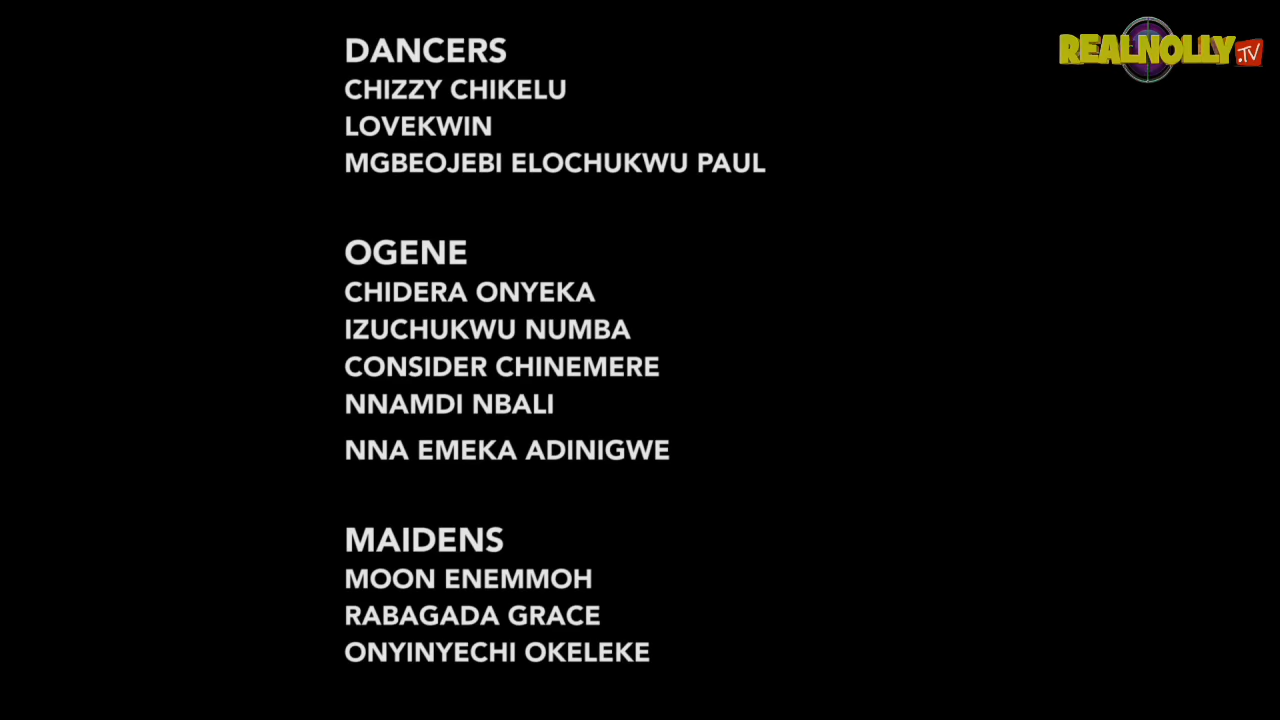 REALNOLLY.TV
DANCERS
CHIZZY CHIKELU
LOVEKWIN
MGBEOJEBI ELOCHUKWU PAUL
OGENE
CHIDERA ONYEKA
IZUCHUKWU NUMBA
CONSIDER CHINEMERE
NNAMDI NBALI
NNA EMEKA ADINIGWE
MAIDENS
MOON ENEMMOH
RABAGADA GRACE
ONYINYECHI OKELEKE